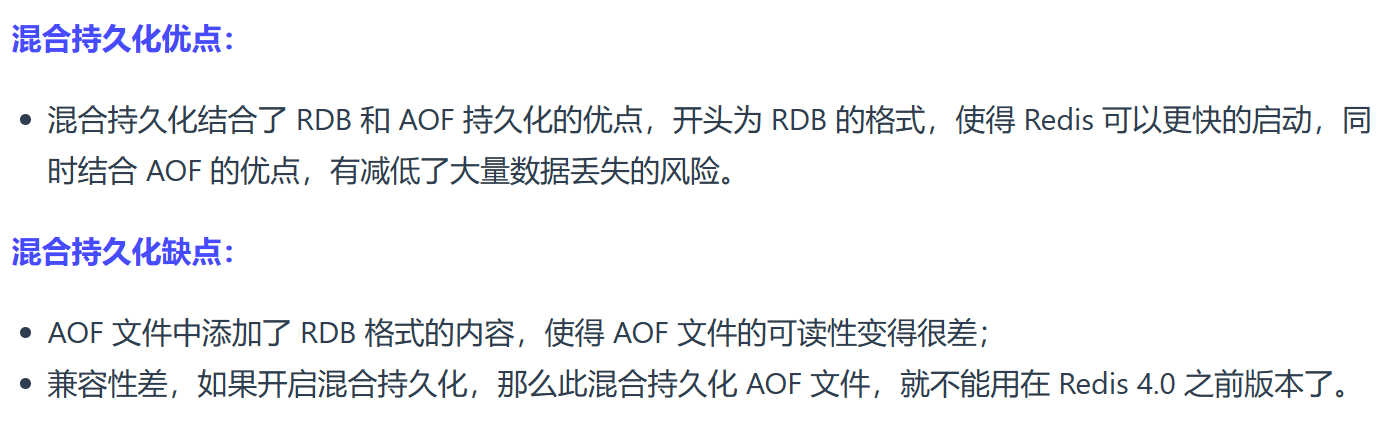 混合持久化优点：
• 混合持久化结合了 RDB 和 AOF 持久化的优点，开头为 RDB 的格式，使得 Redis 可以更快的启动，同
时结合 AOF 的优点，有减低了大量数据丢失的风险。
混合持久化缺点：
• AOF 文件中添加了 RDB 格式的内容，使得 AOF 文件的可读性变得很差；
• 兼容性差，如果开启混合持久化，那么此混合持久化 AOF 文件，就不能用在 Redis 4.0 之前版本了。